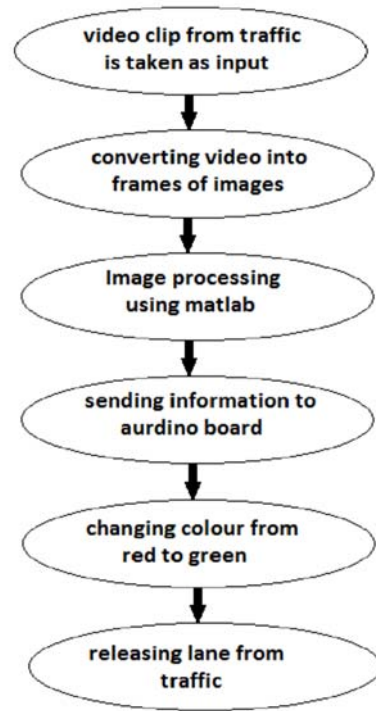 video clip from traffic
is taken as input
converting video into
frames of images
Image processing
using matlab
sending information to
aurdino board
changing colour from
red to green
releasing lane from
traffic